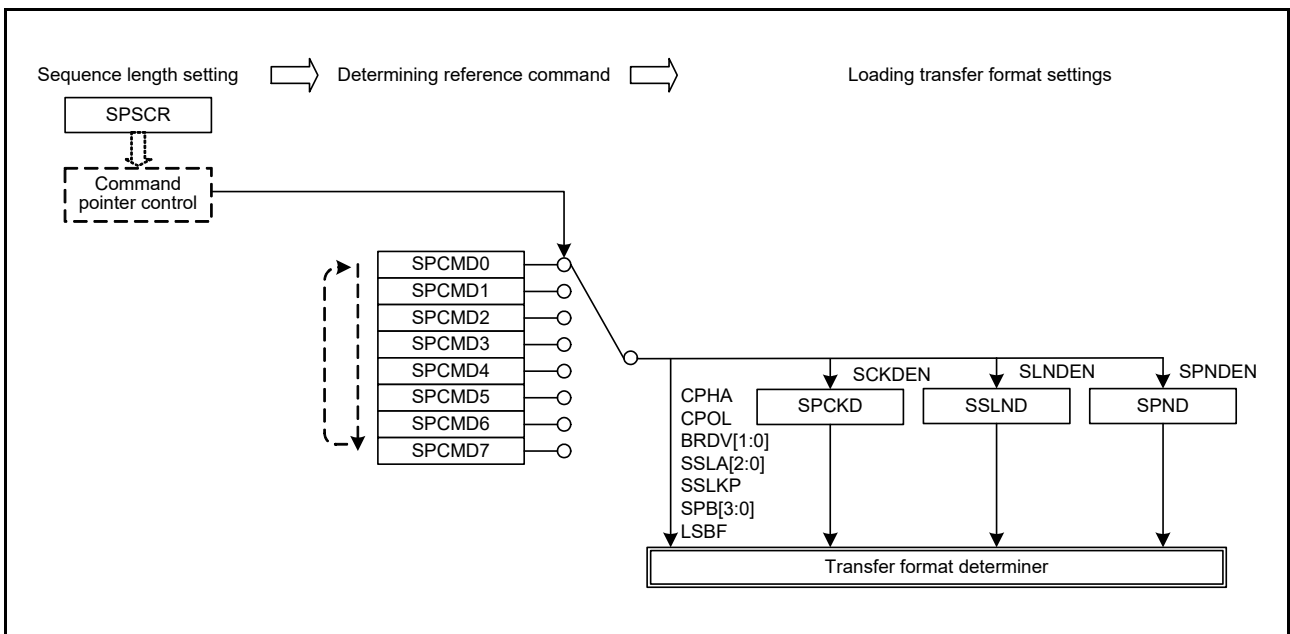 Sequence length setting
Determining reference command
Loading transfer format settings
SPSCR
Command
pointer control
SPCMD0
SPCMD1
SPCMD2
SPCMD3
SPCMD4
SPCMD5
SPCMD6
SPCMD7
CPHA
CPOL
BRDV[1:0]
SSLA[2:0]
SSLKP
SPB[3:0]
LSBF
SCKDEN
SPCKD
SLNDEN
SSLND
SPNDEN
SPND
Transfer format determiner